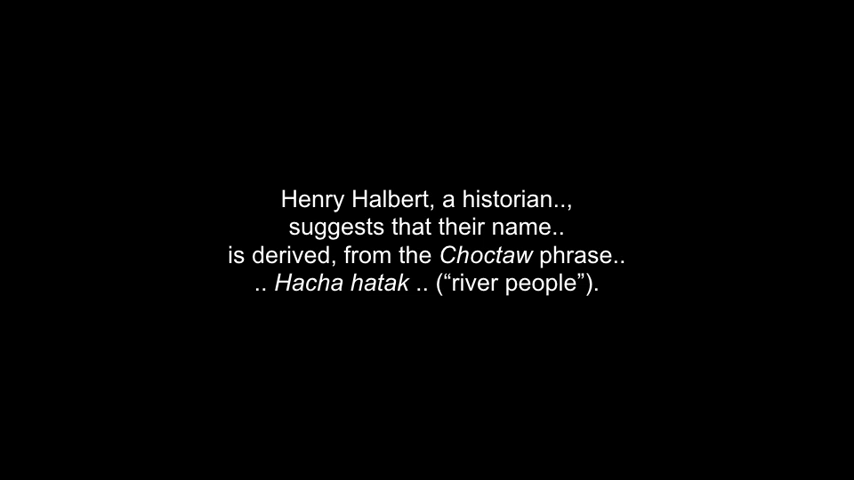 Henry Halbert, a historian..,
suggests that their name..
is derived, from the Choctaw phrase..
.. Hacha hatak .. (“river people”).